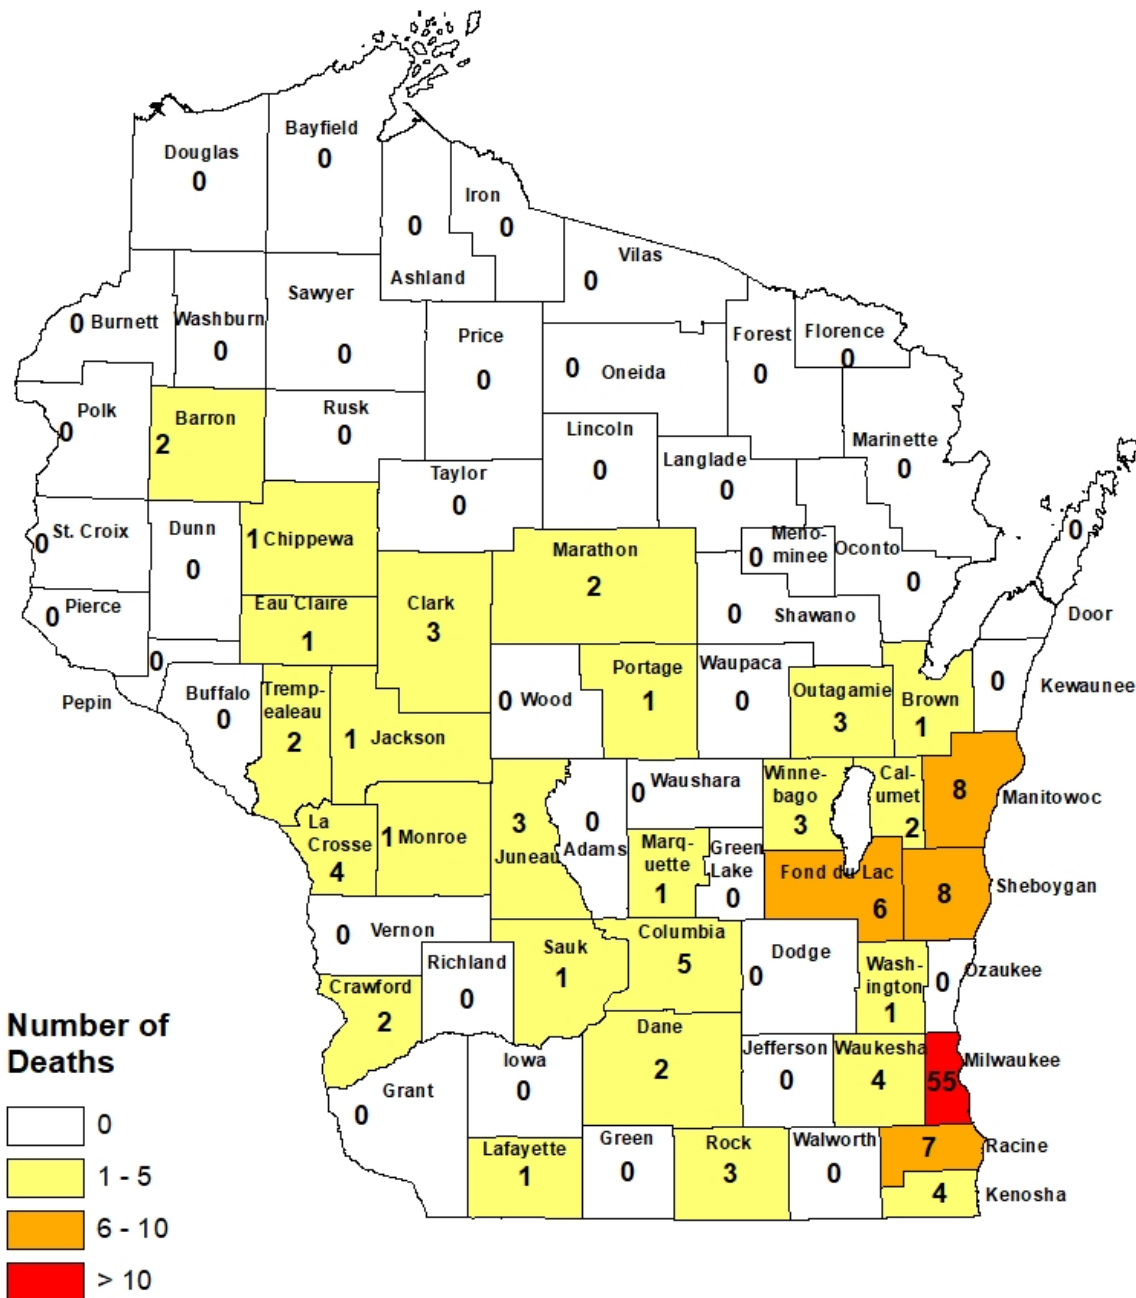 Bayfield
0
Douglas
0
Iron
0
0
Ashland
Vilas
0
Sawyer
0
0 Burnett
Washburn
0
Price
0
Forest
0
Florence
0
0 Oneida
Polk
0
Barron
2
Rusk
0
Lincoln
0
Marinette
0
Langlade
0
Taylor
0
St. Croix
0
Dunn
0
1 Chippewa
Marathon
2
Meno-
minee
0
Oconto
0
0
Door
Pierce
0
Eau Claire
1
Clark
3
0
Shawano
0
Pepin
Buffalo
0
Tremp-
ealeau
2
1 Jackson
0 Wood
Portage
1
Waupaca
0
Outagamie
3
Brown
1
0
Kewaunee
La
Crosse
4
1 Monroe
3
Juneau
0
Adams
Waushara
0
Winne-
bago
3
Cal-
umet
2
8
Manitowoc
Marq-
uette
1
Green
Lake
0
Fond du Lac
6
8
Sheboygan
0 Vernon
Richland
0
Sauk
1
Columbia
5
Dodge
0
Wash-
ington
1
0
Ozaukee
Crawford
2
Dane
2
Iowa
0
Grant
0
Jefferson
0
Waukesha
4
55
Milwaukee
Lafayette
1
Green
0
Rock
3
Walworth
0
7
Racine
4
Kenosha
Number of
Deaths
0
1 - 5
6 - 10
> 10